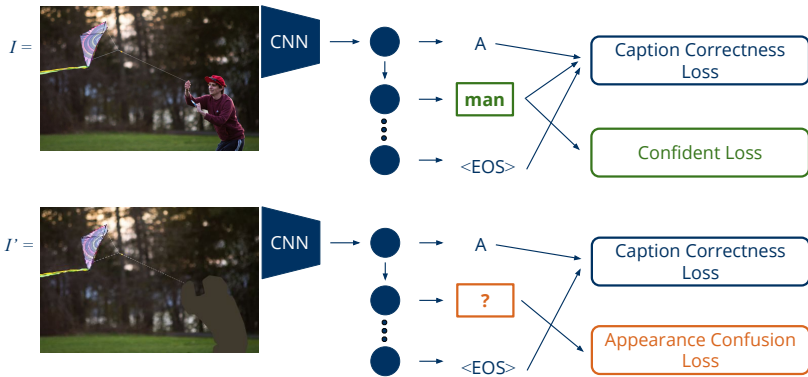 I =
CNN
A
man
<EOS>
Caption Correctness
Loss
Confident Loss
I' =
CNN
A
?
<EOS>
Caption Correctness
Loss
Appearance Confusion
Loss